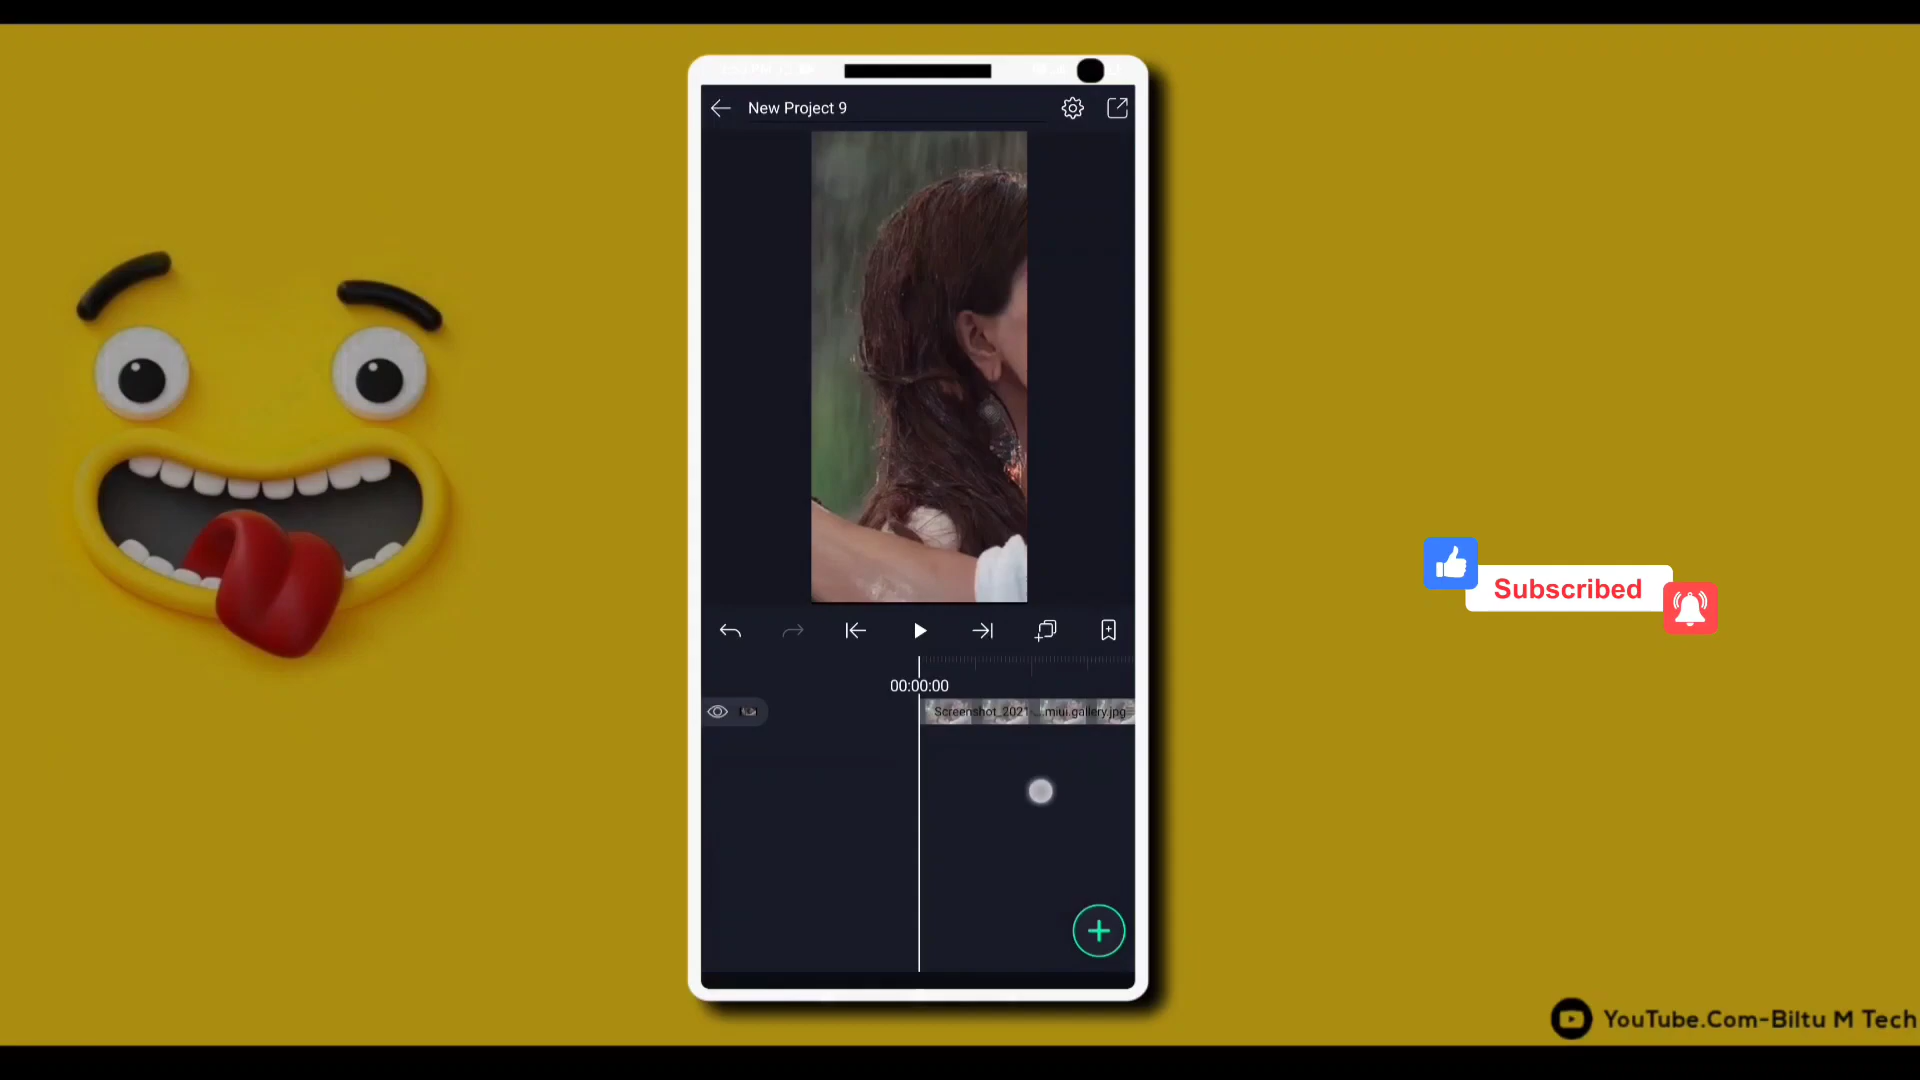 New Project 9
00:00:00
Screenshot_2021-...miui.gallery.jpg
Subscribed
YouTube.Com-Biltu M Tech